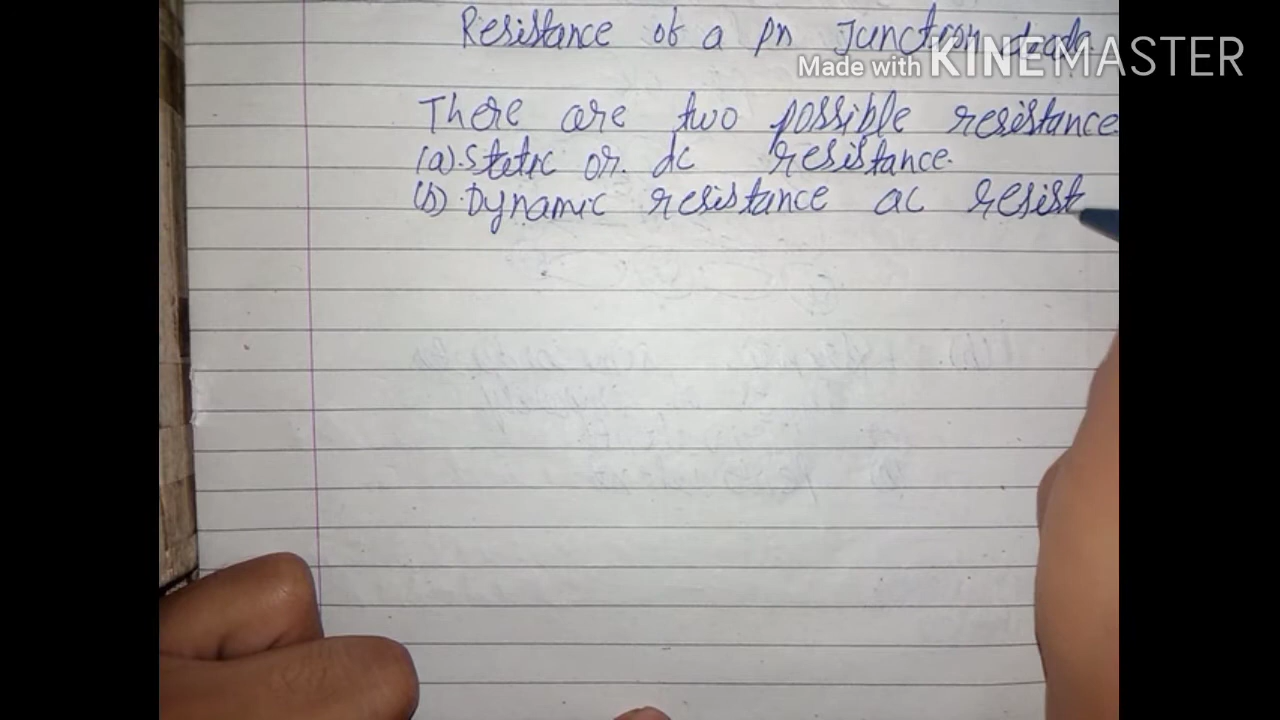 Resistance of a pn Junction
Made with KINEMASTER
There are two possible resistance
(a). Static or. dc resistance.
(b). Dynamic resistance ac resist